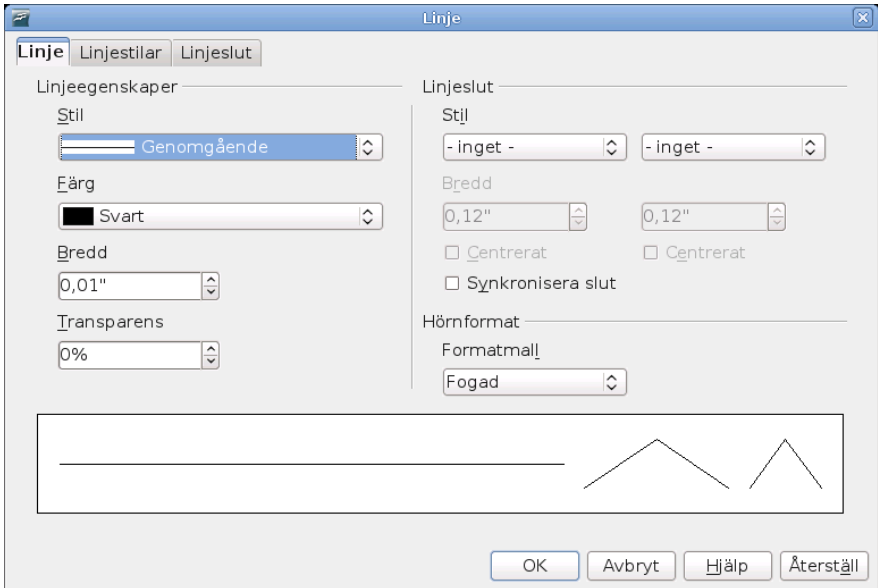 Linje
Linje Linjestilar Linjeslut
Linjeegenskaper
Stil
Genomgående
Färg
Svart
Bredd
0,01"
Transparens
0%
Linjeslut
Stil
- inget - - inget -
Bredd
0,12" 0,12"
Centrerat Centrerat
Synkronisera slut
Hörnformat
Formatmall
Fogad
OK Avbryt Hjälp Återställ